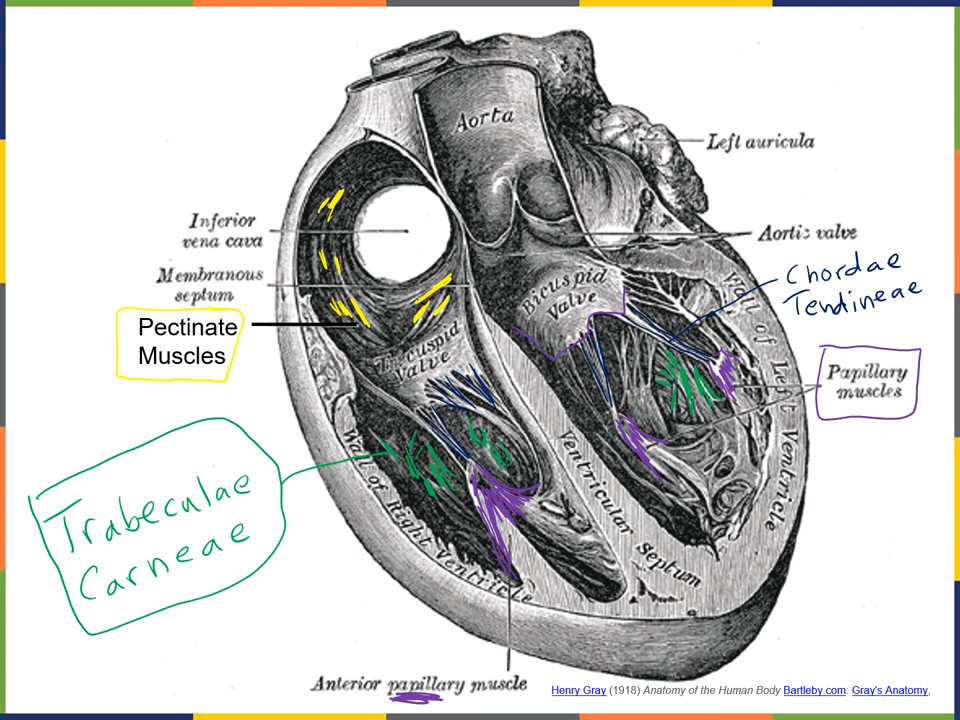 Aorta
Left auricula
Inferior
vena cava
Aortic valve
Membranous
septum
Chordae
Tendineae
Bicuspid
Valve
Pectinate
Muscles
Tricuspid
Valve
Wall of Left Ventricle
Papillary
muscles
Trabeculae
Carneae
Wall of Right Ventricle
Ventricular Septum
Anterior papillary muscle
Henry Gray (1918) Anatomy of the Human Body Bartleby.com: Gray's Anatomy,